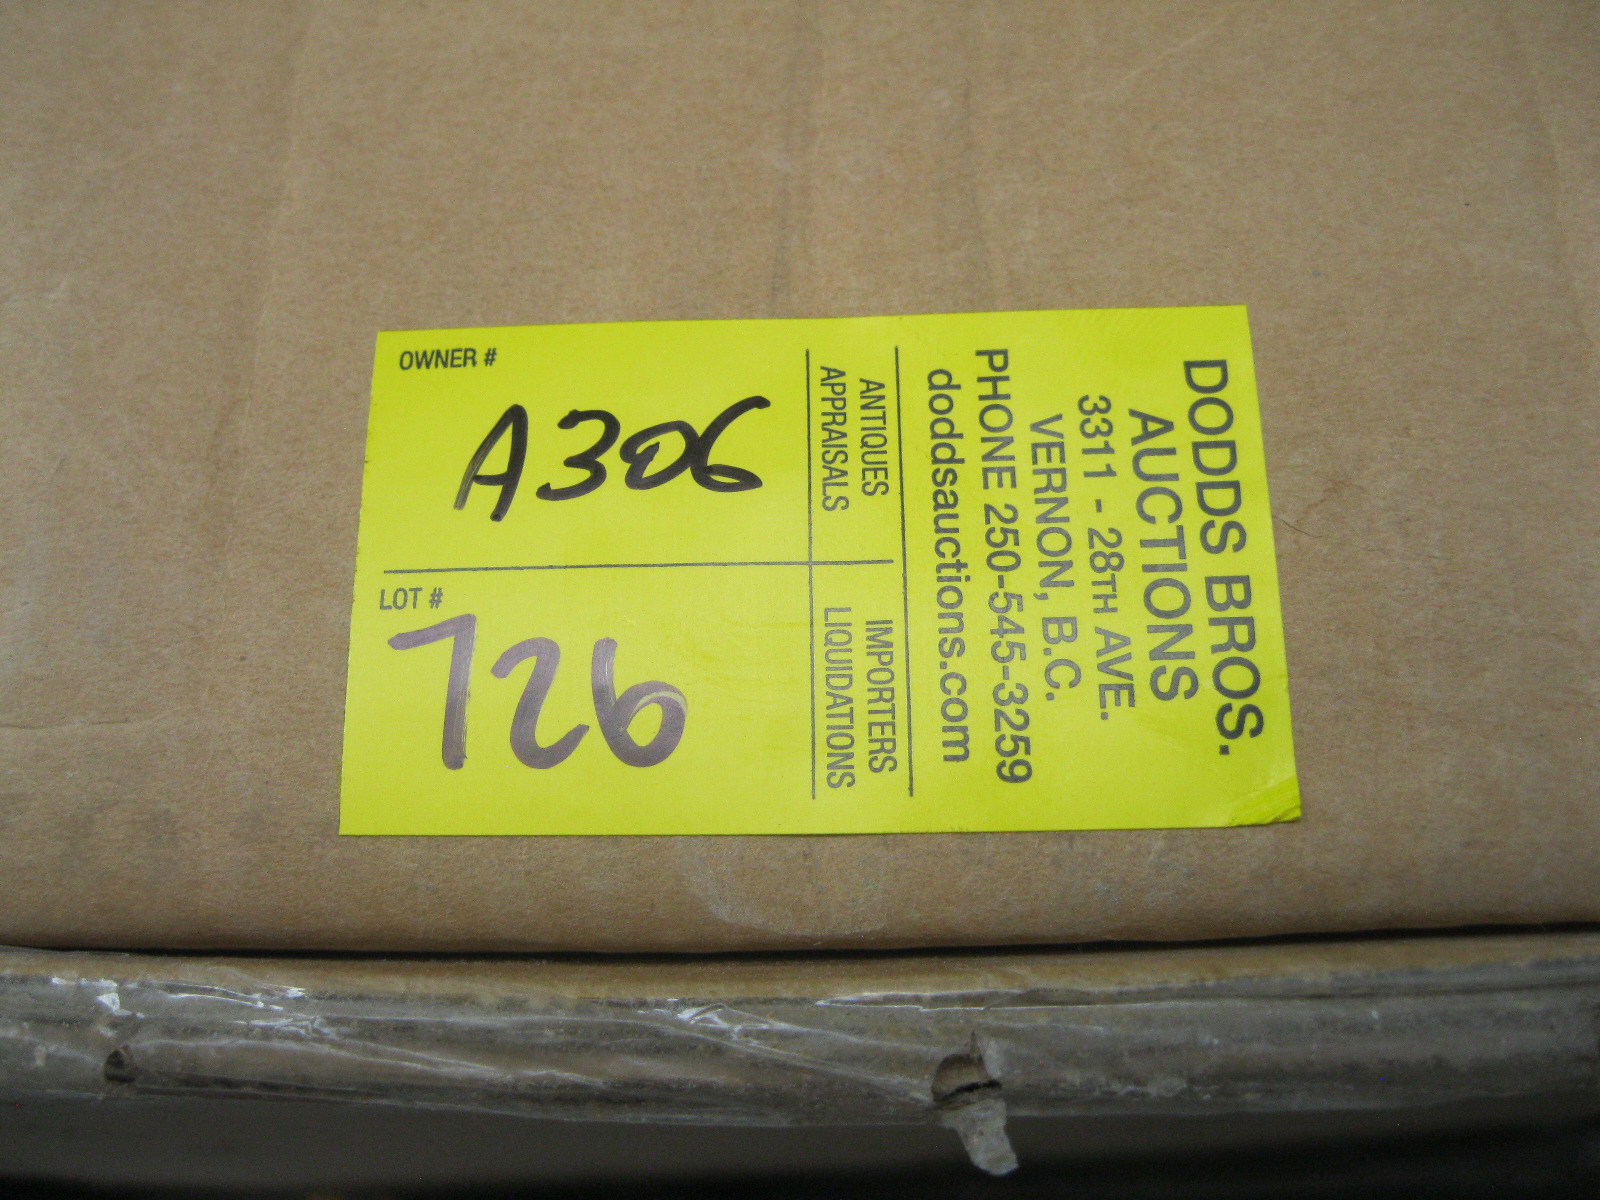 OWNER #
A306
LOT #
726
DODDS BROS.
AUCTIONS
3311 - 28TH AVE.
VERNON, B.C.
PHONE 250-545-3259
doddsauctions.com
ANTIQUES
APPRAISALS
IMPORTERS
LIQUIDATIONS